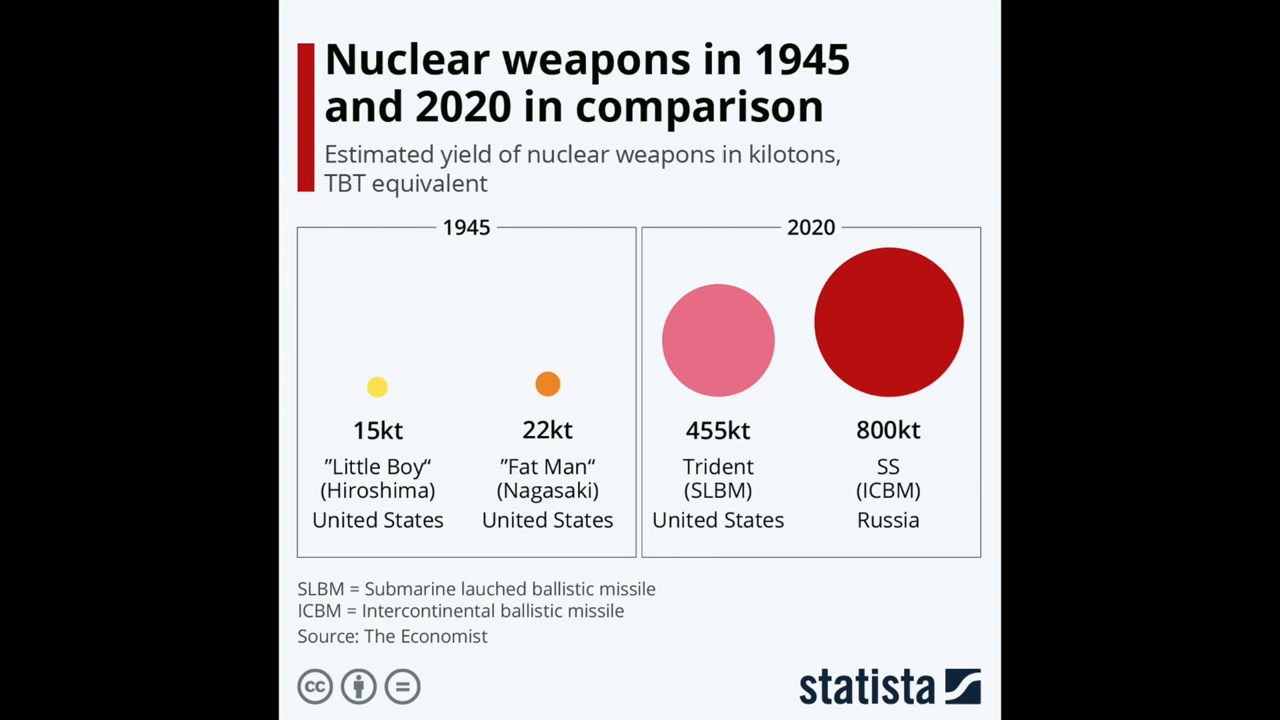 Nuclear weapons in 1945
and 2020 in comparison
Estimated yield of nuclear weapons in kilotons,
TBT equivalent
1945
15kt
”Little Boy“
(Hiroshima)
United States
22kt
”Fat Man“
(Nagasaki)
United States
2020
455kt
Trident
(SLBM)
United States
800kt
SS
(ICBM)
Russia
SLBM = Submarine lauched ballistic missile
ICBM = Intercontinental ballistic missile
Source: The Economist
cc
statista